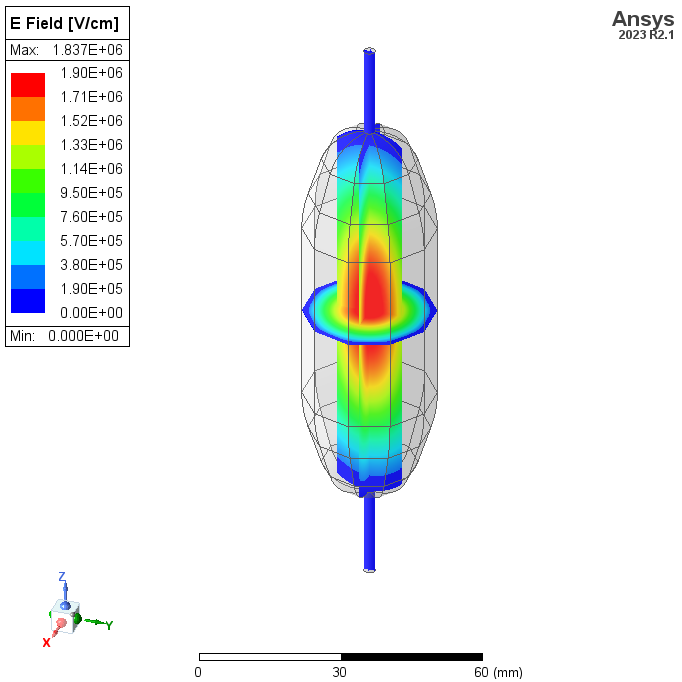 E Field [V/cm]
Max: 1.837E+06
1.90E+06
1.71E+06
1.52E+06
1.33E+06
1.14E+06
9.50E+05
7.60E+05
5.70E+05
3.80E+05
1.90E+05
0.00E+00
Min: 0.000E+00
Ansys
2023 R2.1
Z
Y
X
0 30 60 (mm)